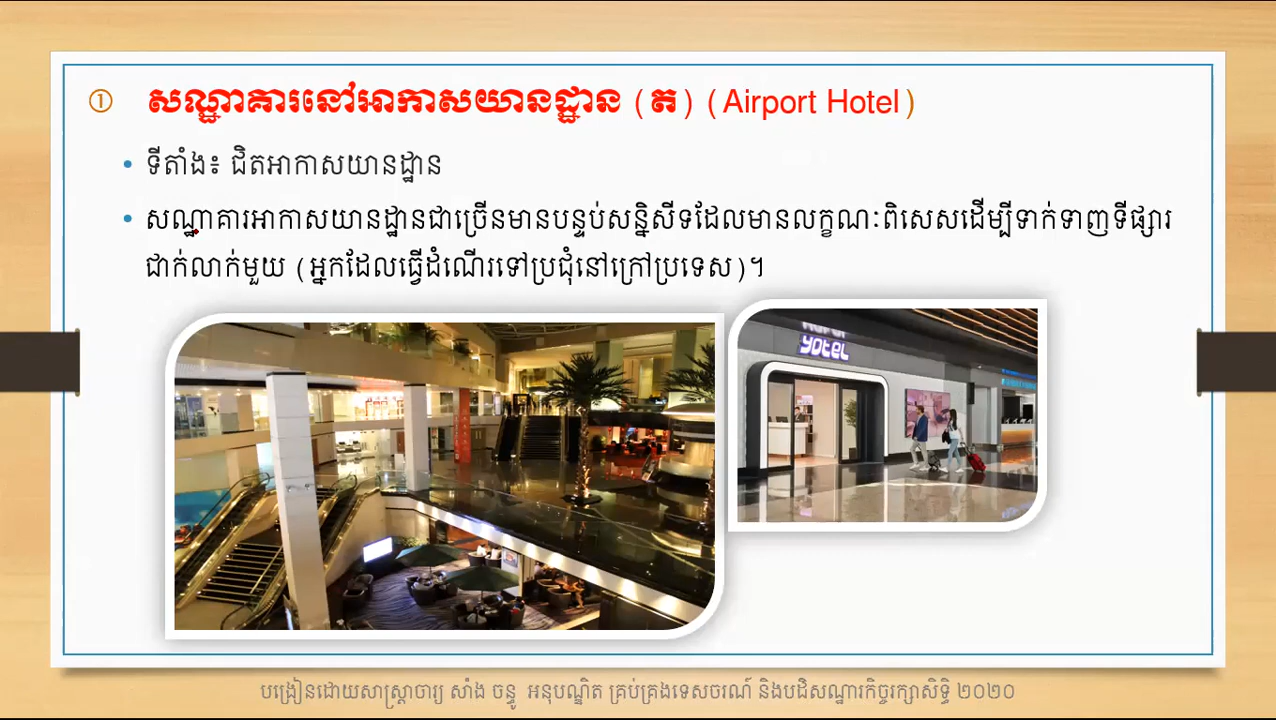 ① សណ្ឋាគារនៅអាកាសយានដ្ឋាន (ត) (Airport Hotel)
• ទីតាំង៖ ជិតអាកាសយានដ្ឋាន
• សណ្ឋាគារអាកាសយានដ្ឋានជាច្រើនមានបន្ទប់សន្និសីទដែលមានលក្ខណៈពិសេសដើម្បីទាក់ទាញទីផ្សារ
ជាក់លាក់មួយ (អ្នកដែលធ្វើដំណើរទៅប្រជុំនៅក្រៅប្រទេស)។
YOTEL
បង្រៀនដោយសាស្ត្រាចារ្យ សាំង ចន្ធូ អនុបណ្ឌិត គ្រប់គ្រងទេសចរណ៍ និងបដិសណ្ឋារកិច្ចរក្សាសិទ្ធិ ២០២០